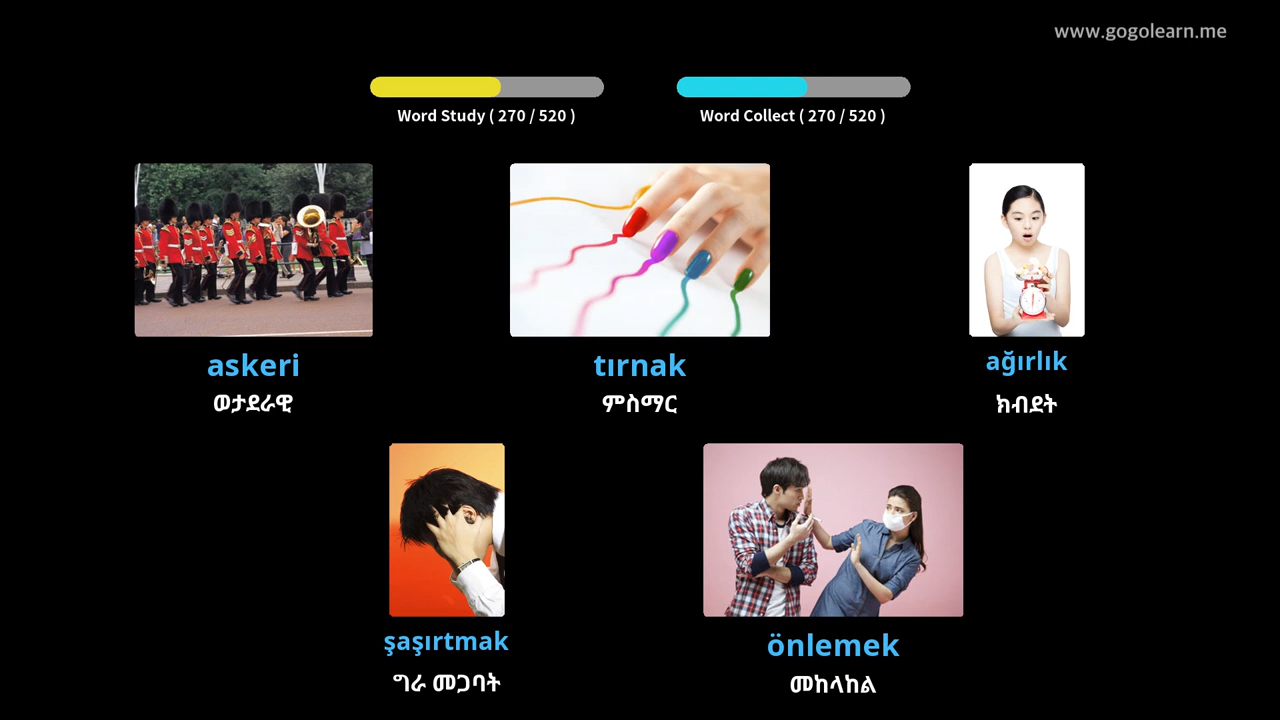 www.gogolearn.me
Word Study ( 270 / 520 )
Word Collect ( 270 / 520 )
askeri
ወታደራዊ
tırnak
ምስማር
ağırlık
ክብደት
şaşırtmak
ግራ መጋባት
önlemek
መከላከል